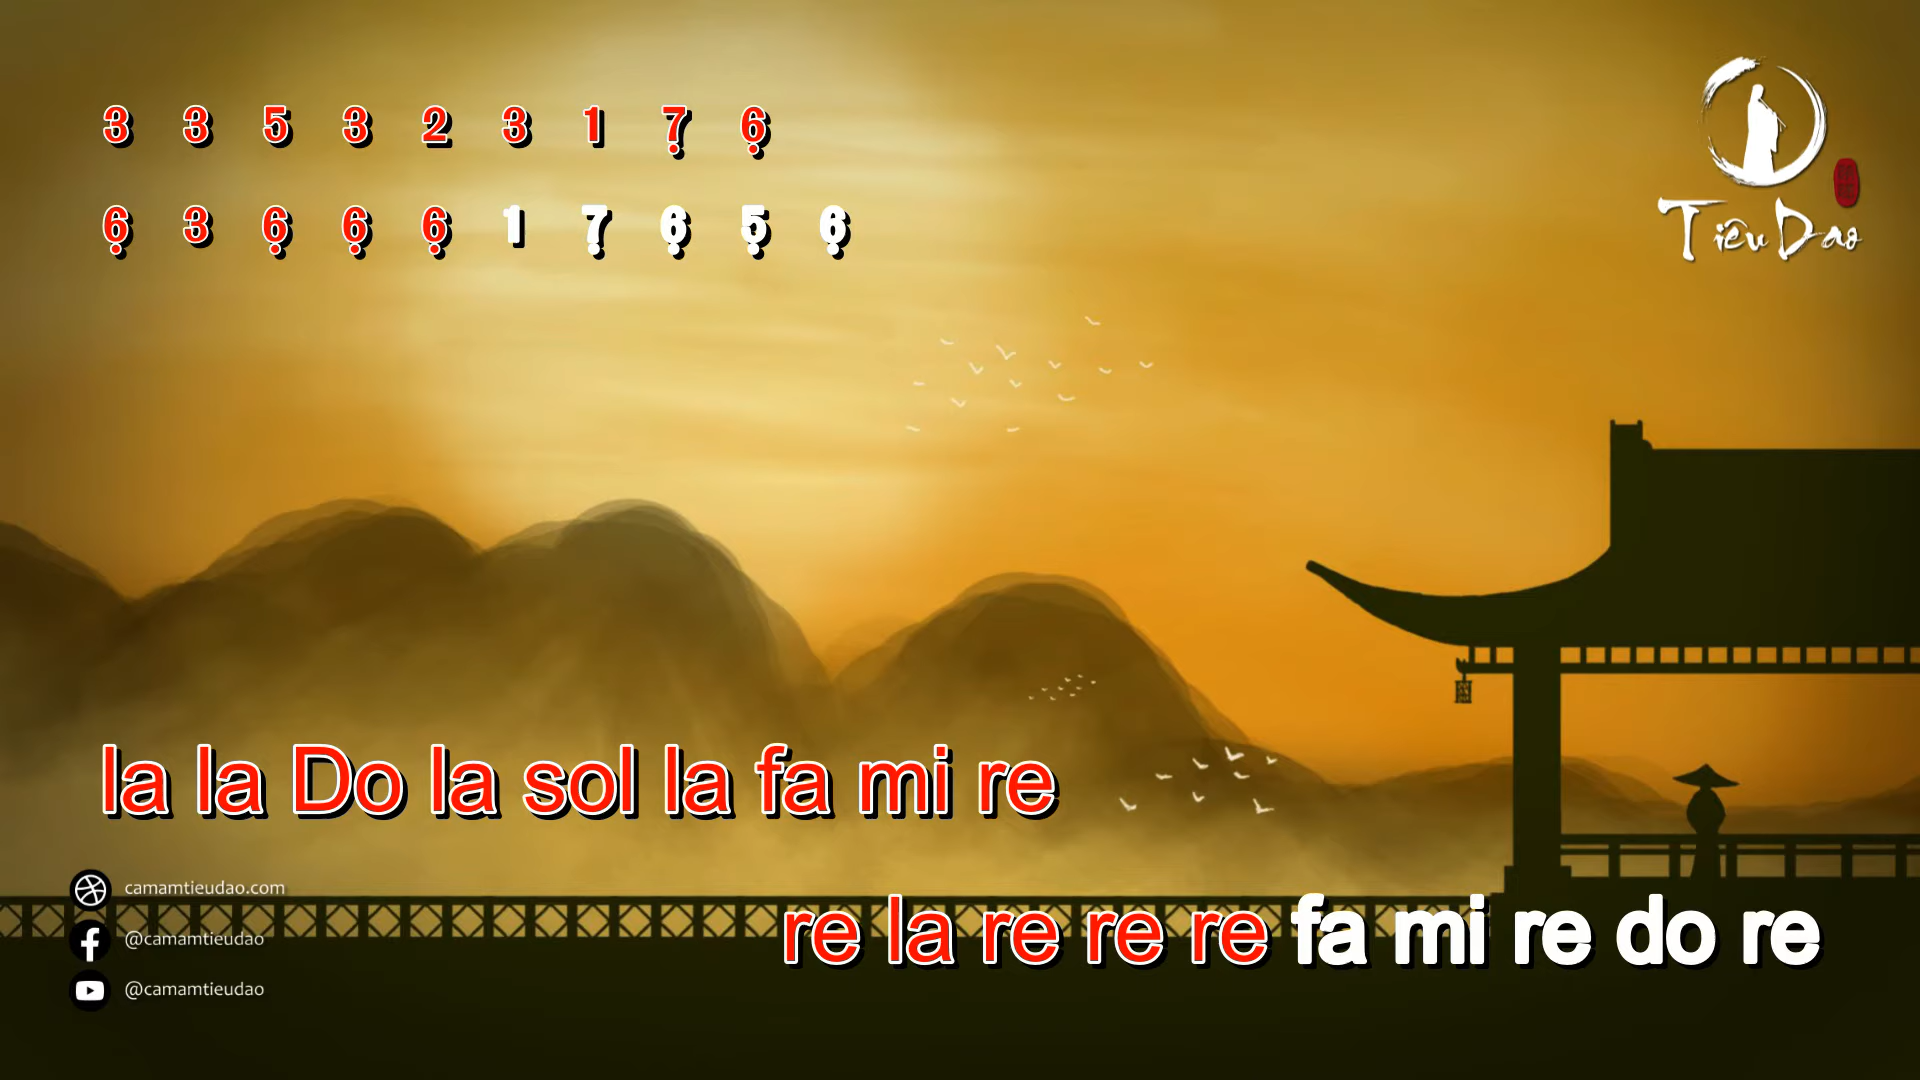 3 3 5 3 2 3 1 7̣ 6̣
6̣ 3 6̣ 6̣ 6̣ 1 7̣ 6̣ 5̣ 6̣
Tiêu Dao
la la Do la sol la fa mi re
re la re re re fa mi re do re
camamtieudao.com
@camamtieudao
@camamtieudao